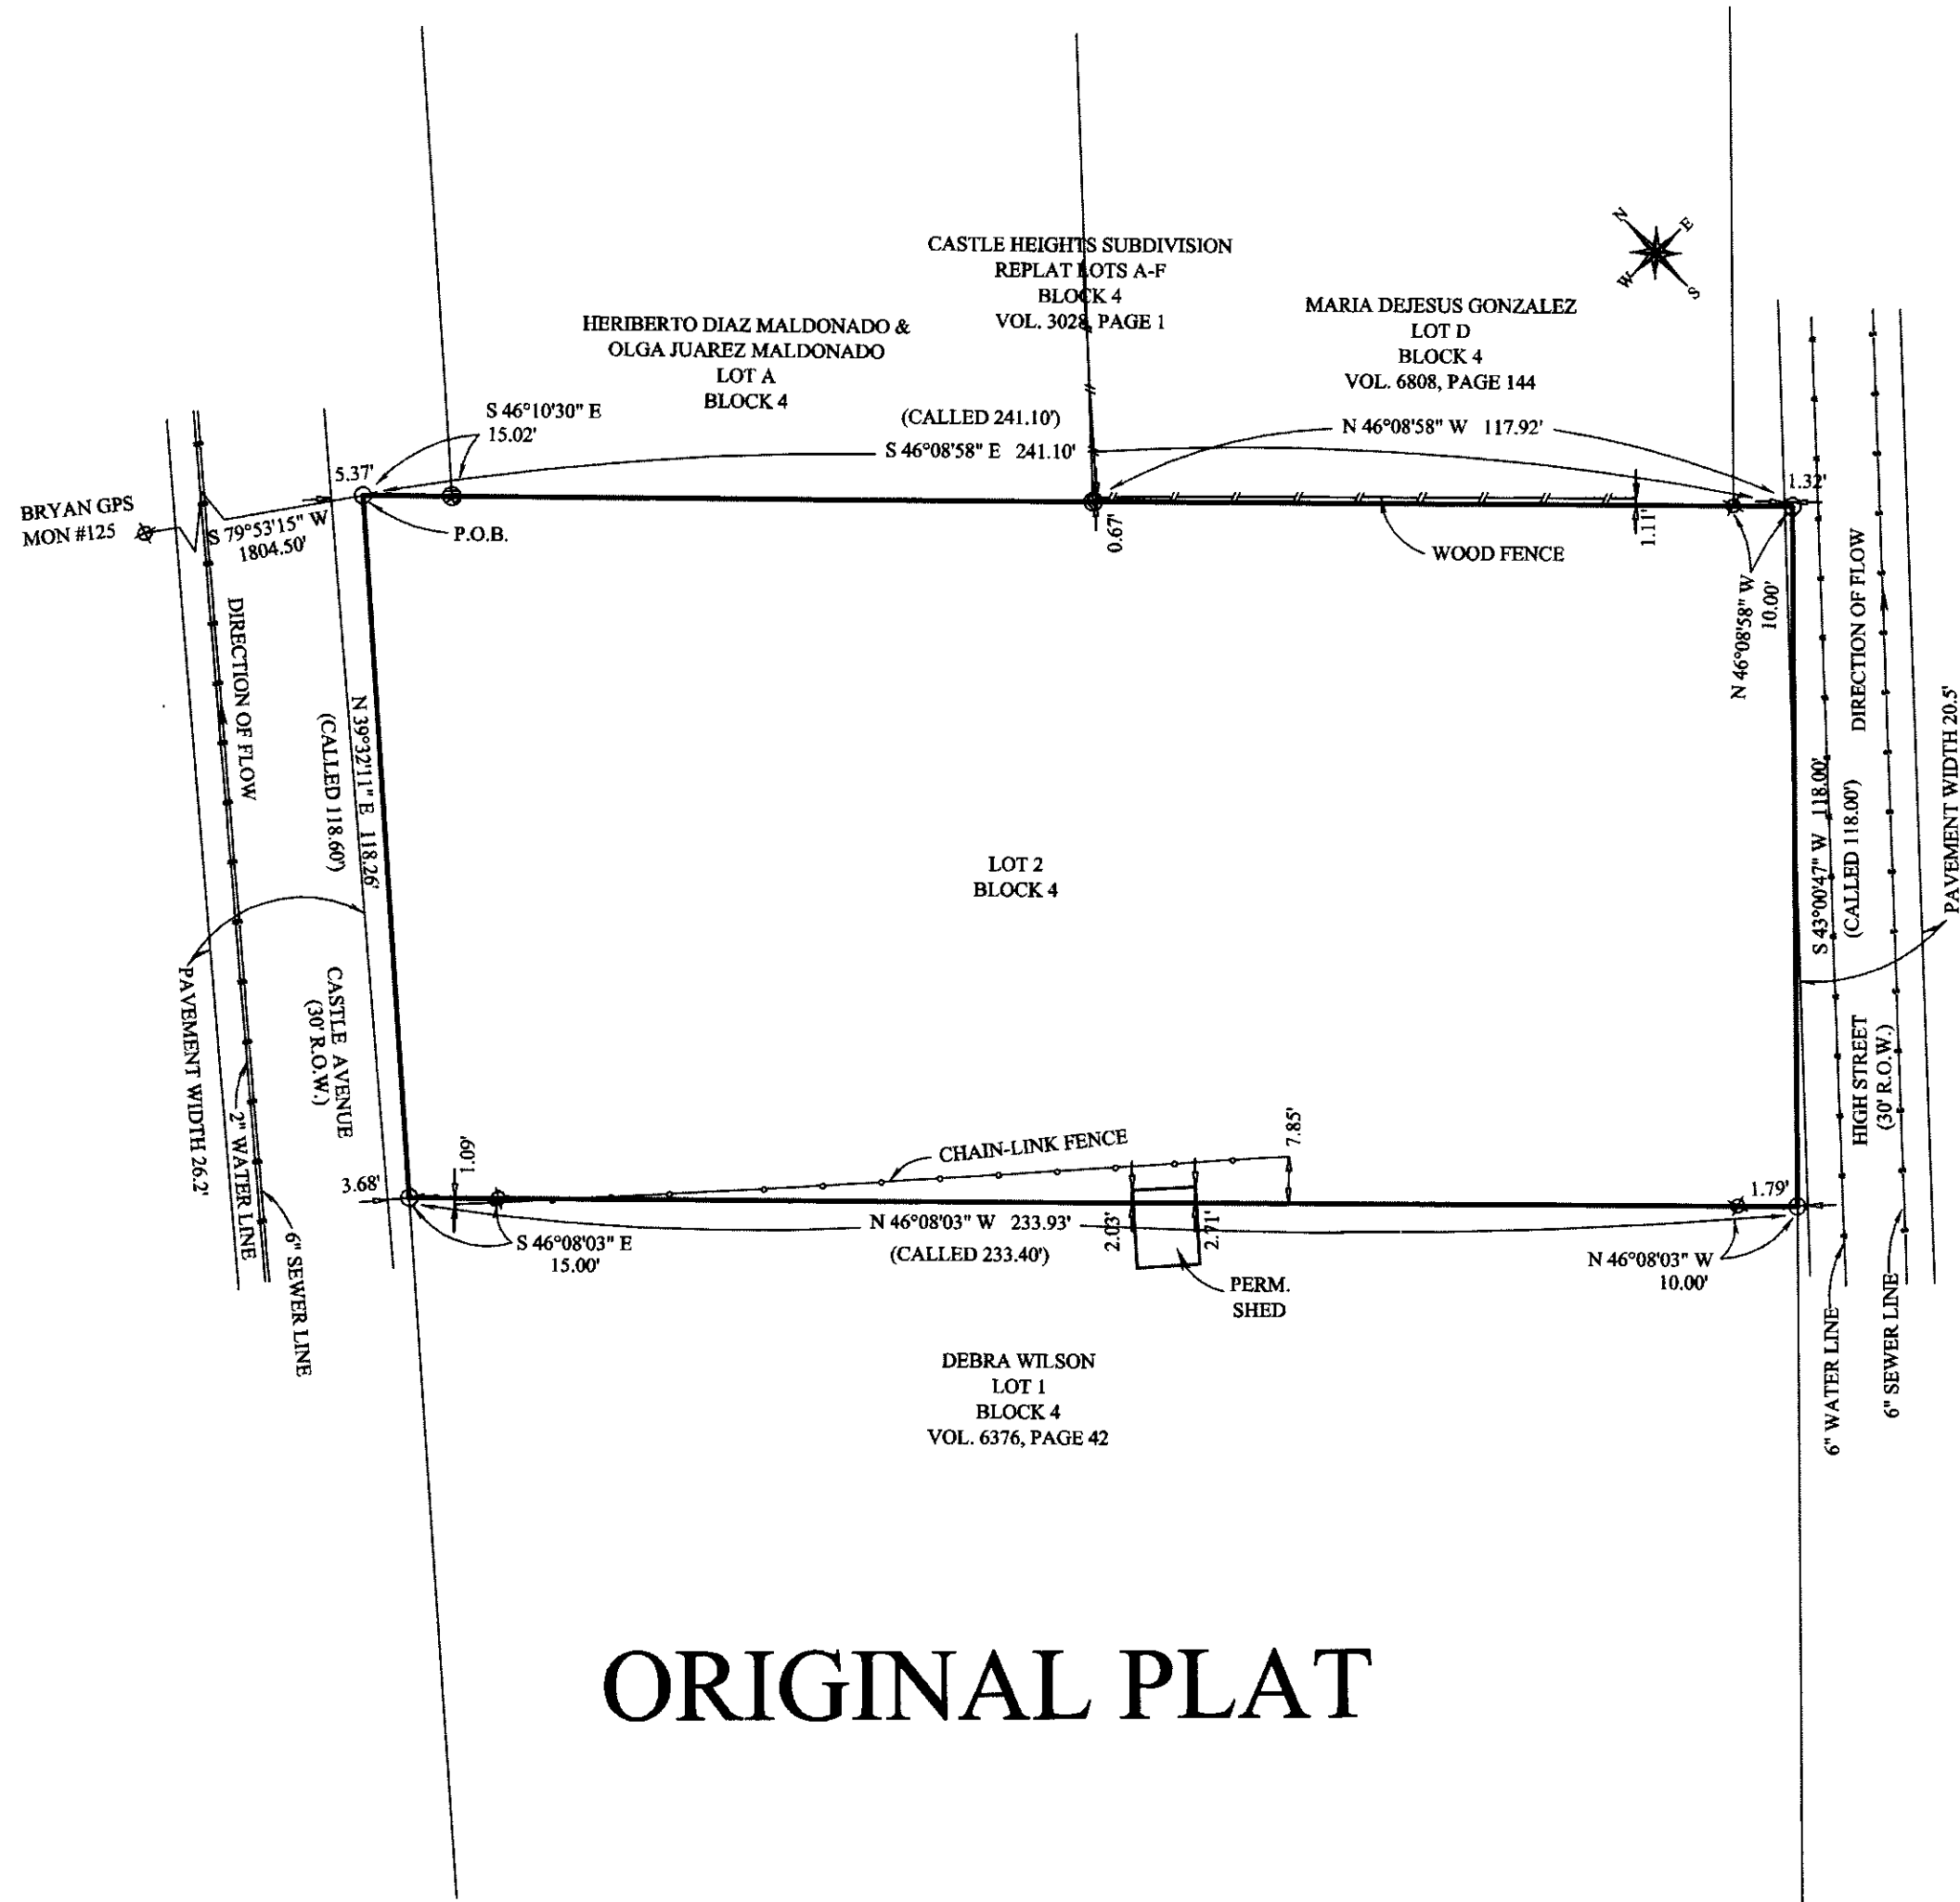 CASTLE HEIGHTS SUBDIVISION
REPLAT LOTS A-F
BLOCK 4
VOL. 3028, PAGE 1
HERIBERTO DIAZ MALDONADO &
OLGA JUAREZ MALDONADO
LOT A
BLOCK 4
MARIA DEJESUS GONZALEZ
LOT D
BLOCK 4
VOL. 6808, PAGE 144
N
E
W
S
S 46°10'30" E
15.02'
(CALLED 241.10')
S 46°08'58" E 241.10'
N 46°08'58" W 117.92'
5.37'
1.32'
BRYAN GPS
MON #125
S 79°53'15" W
1804.50'
P.O.B.
0.67'
WOOD FENCE
1.11'
N 46°08'58" W
10.00'
DIRECTION OF FLOW
DIRECTION OF FLOW
N 39°32'11" E 118.26'
(CALLED 118.60')
S 43°00'47" W 118.00'
(CALLED 118.00')
PAVEMENT WIDTH 20.5'
LOT 2
BLOCK 4
PAVEMENT WIDTH 26.2'
CASTLE AVENUE
(30' R.O.W.)
HIGH STREET
(30' R.O.W.)
2" WATER LINE
6" SEWER LINE
3.68'
1.09'
CHAIN-LINK FENCE
7.85'
1.79'
N 46°08'03" W 233.93'
(CALLED 233.40')
S 46°08'03" E
15.00'
2.03'
2.71'
N 46°08'03" W
10.00'
PERM.
SHED
6" WATER LINE
6" SEWER LINE
DEBRA WILSON
LOT 1
BLOCK 4
VOL. 6376, PAGE 42
ORIGINAL PLAT